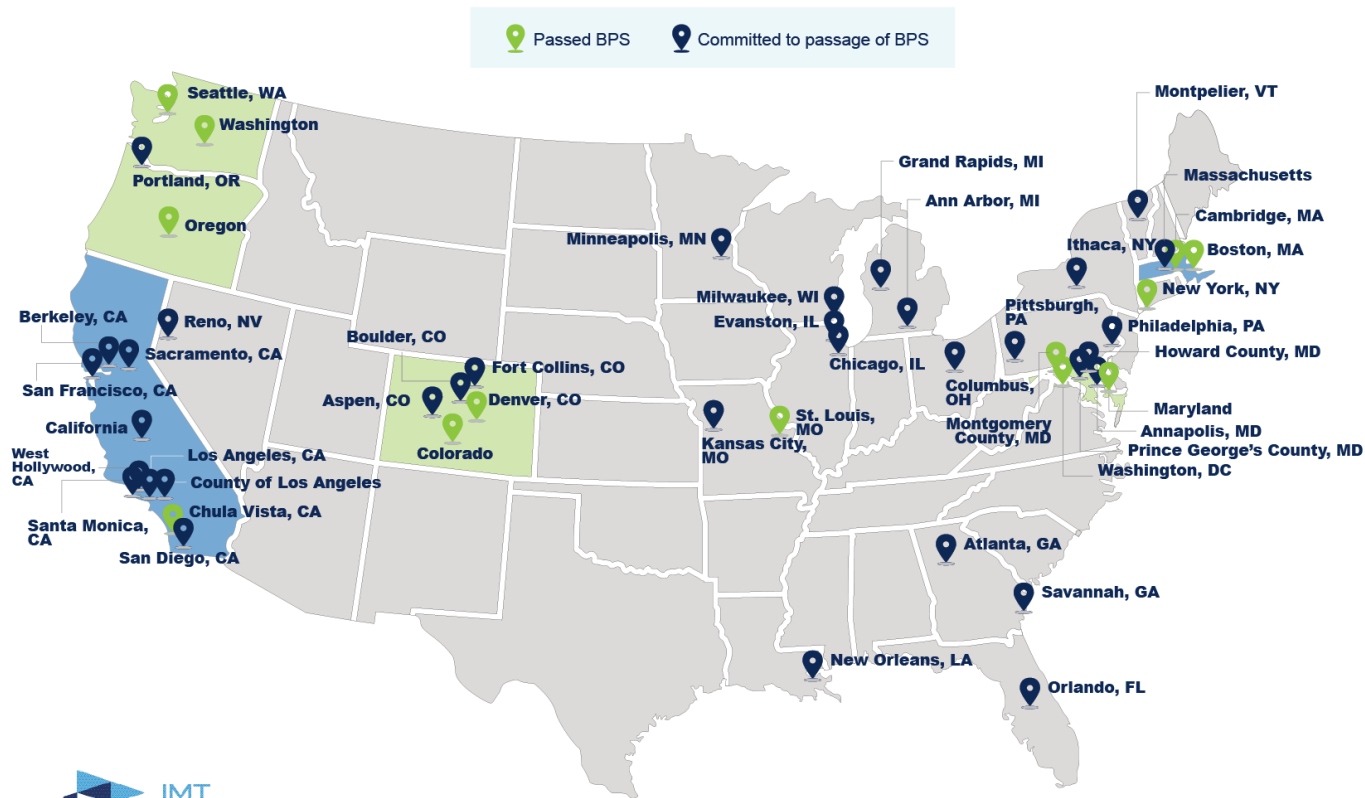 Passed BPS
Committed to passage of BPS
Seattle, WA
Washington
Portland, OR
Oregon
Berkeley, CA
Reno, NV
Sacramento, CA
San Francisco, CA
California
West
Hollywood,
CA
Los Angeles, CA
County of Los Angeles
Santa Monica,
CA
Chula Vista, CA
San Diego, CA
Boulder, CO
Fort Collins, CO
Aspen, CO
Denver, CO
Colorado
Minneapolis, MN
Milwaukee, WI
Evanston, IL
Chicago, IL
Grand Rapids, MI
Ann Arbor, MI
St. Louis,
MO
Kansas City,
MO
Columbus,
OH
Pittsburgh,
PA
Ithaca, NY
Montpelier, VT
Massachusetts
Cambridge, MA
Boston, MA
New York, NY
Philadelphia, PA
Howard County, MD
Maryland
Montgomery
County, MD
Annapolis, MD
Prince George's County, MD
Washington, DC
Atlanta, GA
Savannah, GA
New Orleans, LA
Orlando, FL
IMT